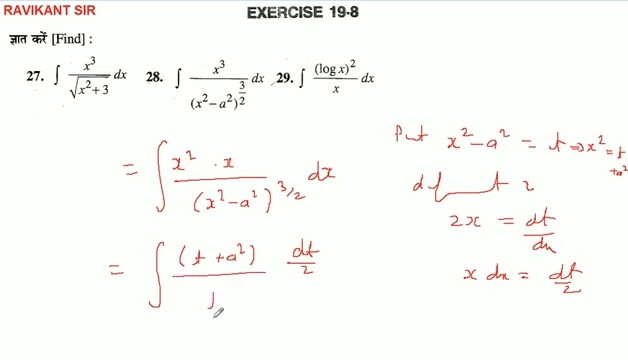 RAVIKANT SIR
EXERCISE 19·8
ज्ञात करें [Find] :
27. ∫ x³/√(x²+3) dx 28. ∫ x³/(x²–a²)^(3/2) dx 29. ∫ (log x)²/x dx
Put x² – a² = t ⇒ x² = t + a²
= ∫ x² · x/(x² – a²)^(3/2) dx
2x = dt/dx
= ∫ (t + a²)/ dt/2
x dx = dt/2